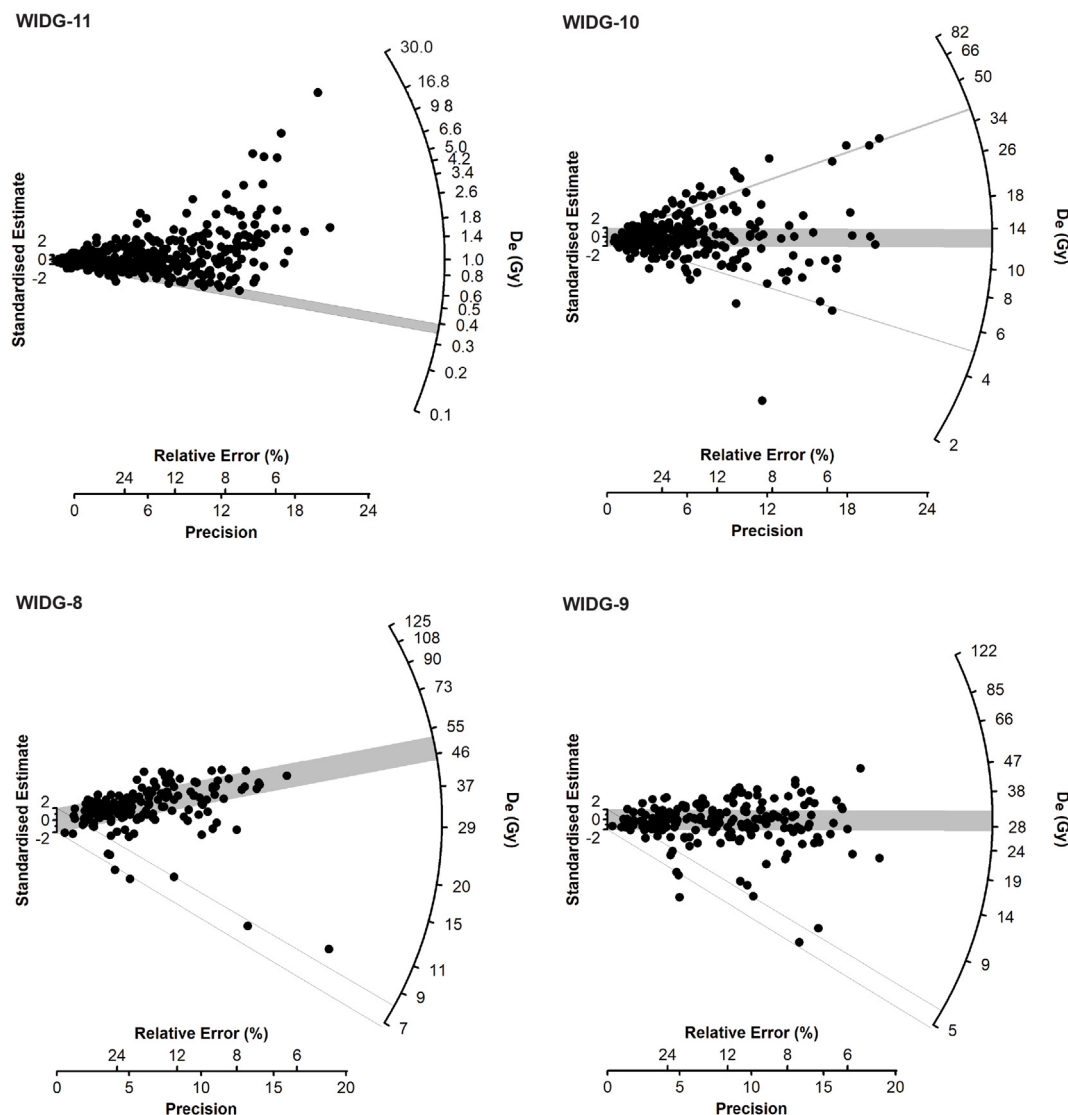 WIDG-11
30.0
16.8
9 8
6.6
5.0
4.2
3.4
2.6
1.8
1.4
1.0
0.8
0.6
0.5
0.4
0.3
0.2
0.1
Standardised Estimate
2
0
-2
De (Gy)
Relative Error (%)
24 12 8 6
0 6 12 18 24
Precision
WIDG-10
82
66
50
34
26
18
14
10
8
6
4
2
Standardised Estimate
2
0
-2
De (Gy)
Relative Error (%)
24 12 8 6
0 6 12 18 24
Precision
WIDG-8
125
108
90
73
55
46
37
29
20
15
11
9
7
Standardised Estimate
2
0
-2
De (Gy)
Relative Error (%)
24 12 8 6
0 5 10 15 20
Precision
WIDG-9
122
85
66
47
38
28
24
19
14
9
5
Standardised Estimate
2
0
-2
De (Gy)
Relative Error (%)
24 12 8 6
0 5 10 15 20
Precision